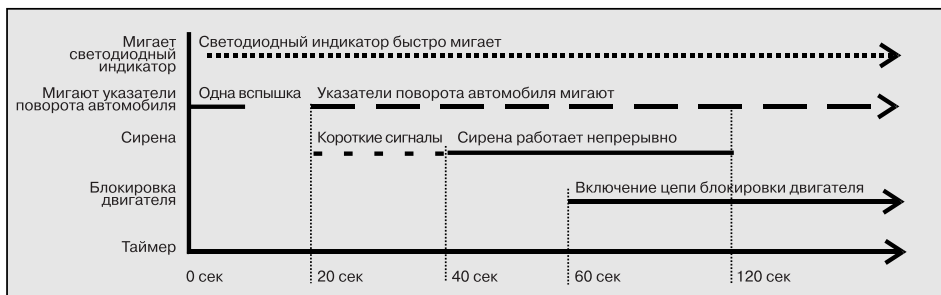 Мигает
светодиодный
индикатор
Светодиодный индикатор быстро мигает
Мигают указатели
поворота автомобиля
Одна вспышка
Указатели поворота автомобиля мигают
Сирена
Короткие сигналы
Сирена работает непрерывно
Блокировка
двигателя
Включение цепи блокировки двигателя
Таймер
0 сек
20 сек
40 сек
60 сек
120 сек